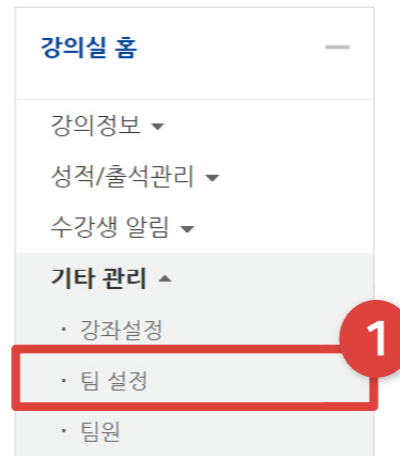 강의실 홈
강의정보
성적/출석관리
수강생 알림
기타 관리
· 강좌설정
1
· 팀 설정
· 팀원